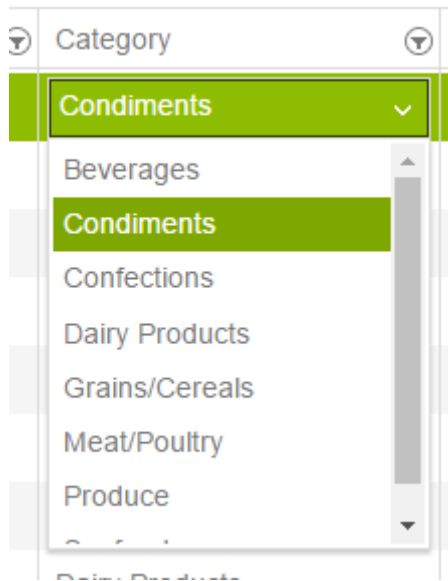 Category
Condiments
Beverages
Condiments
Confections
Dairy Products
Grains/Cereals
Meat/Poultry
Produce